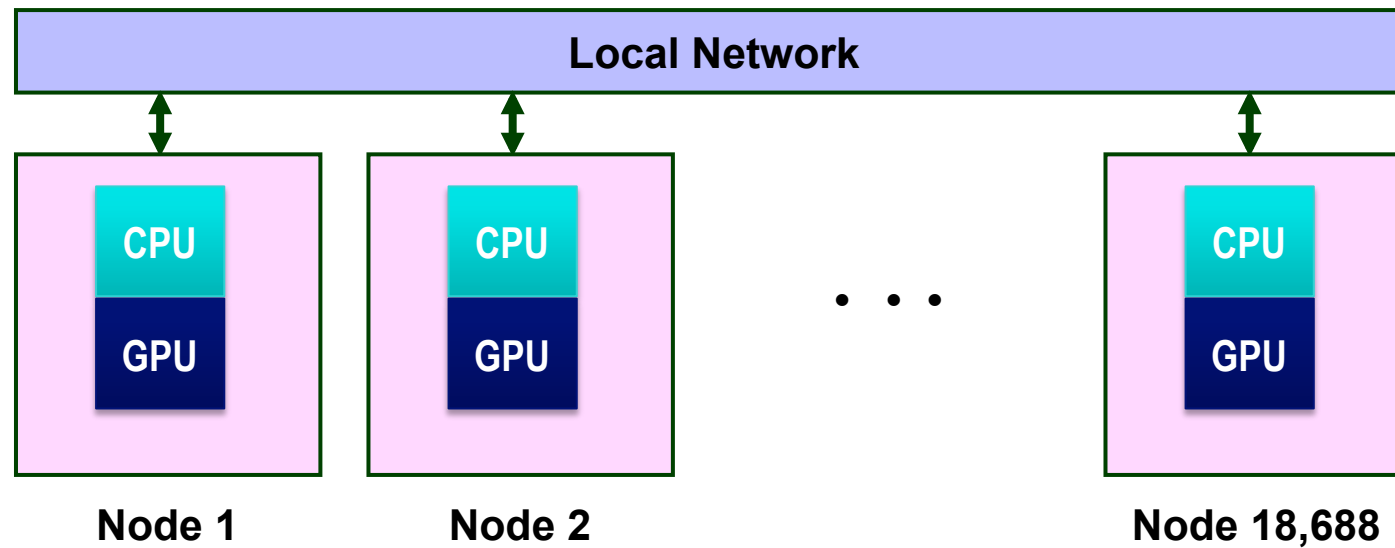 Local Network
CPU CPU CPU
. . .
GPU GPU GPU
Node 1 Node 2 Node 18,688